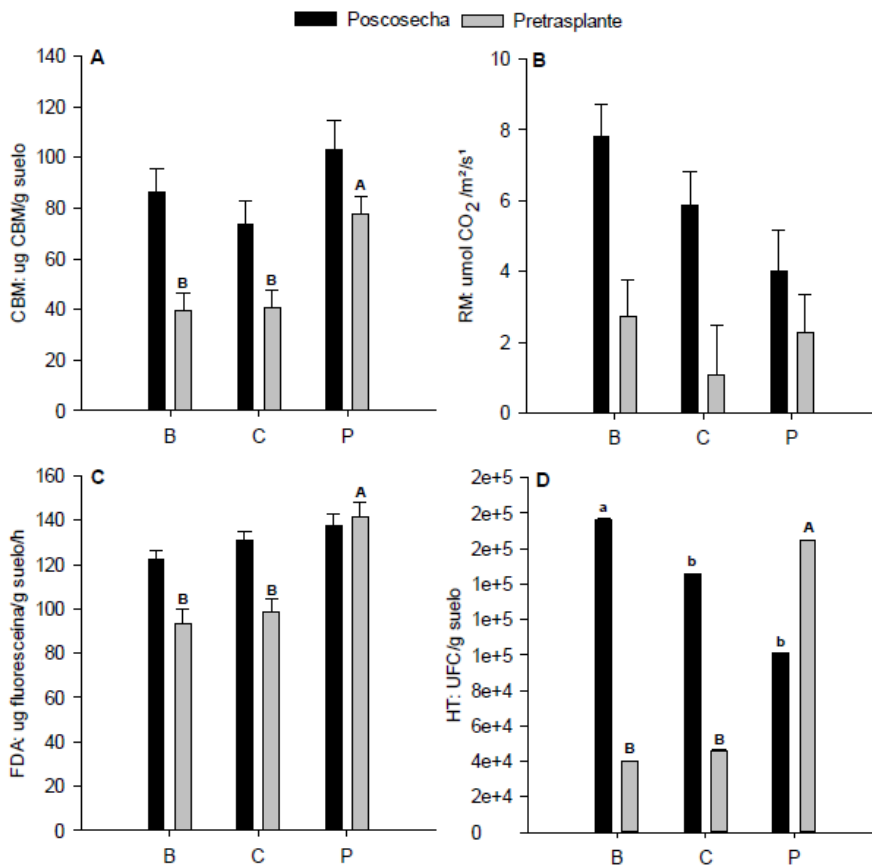 Poscosecha Pretrasplante
A
CBM: ug CBM/g suelo
140
120
100
80
60
40
20
0
B
B
A
B C P
B
RM: umol CO₂ /m²/s¹
10
8
6
4
2
0
B C P
C
FDA: ug fluoresceína/g suelo/h
160
140
120
100
80
60
40
20
0
B
B
A
B C P
D
HT: UFC/g suelo
2e+5
2e+5
2e+5
1e+5
1e+5
1e+5
8e+4
6e+4
4e+4
2e+4
0
a
B
b
B
b
A
B C P